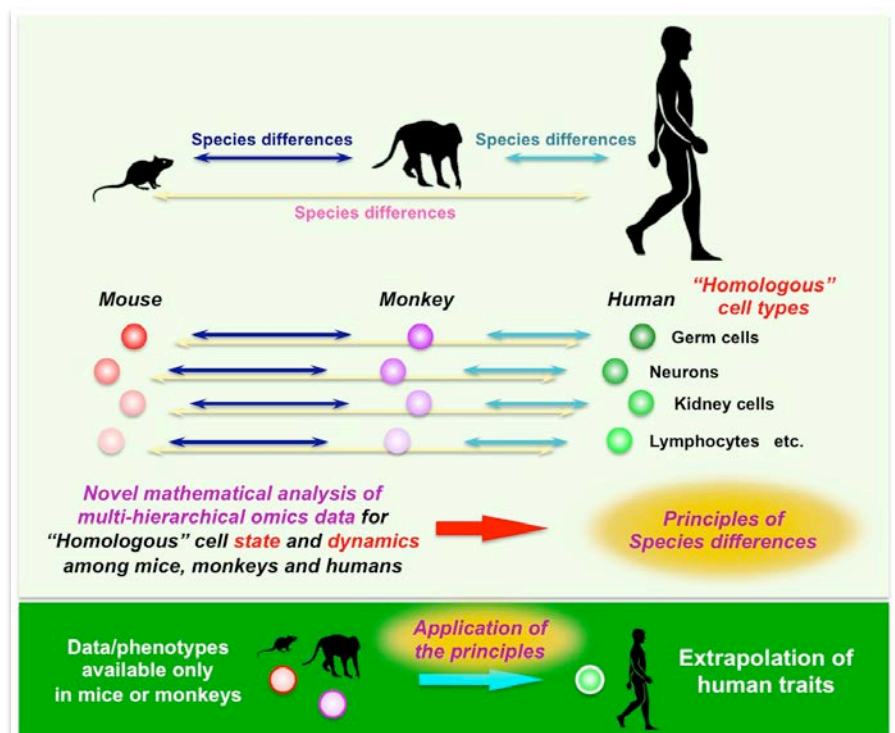 Species differences
Species differences
Species differences
Mouse
Monkey
Human
“Homologous”
cell types
Germ cells
Neurons
Kidney cells
Lymphocytes etc.
Novel mathematical analysis of
multi-hierarchical omics data for
“Homologous” cell state and dynamics
among mice, monkeys and humans
Principles of
Species differences
Data/phenotypes
available only
in mice or monkeys
Application of
the principles
Extrapolation of
human traits